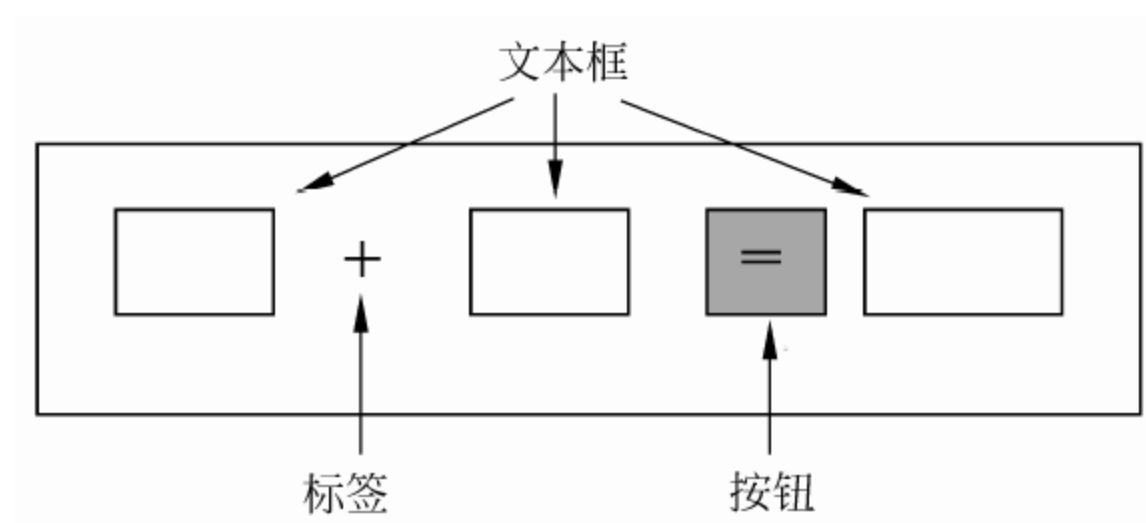 文本框
+
=
标签
按钮